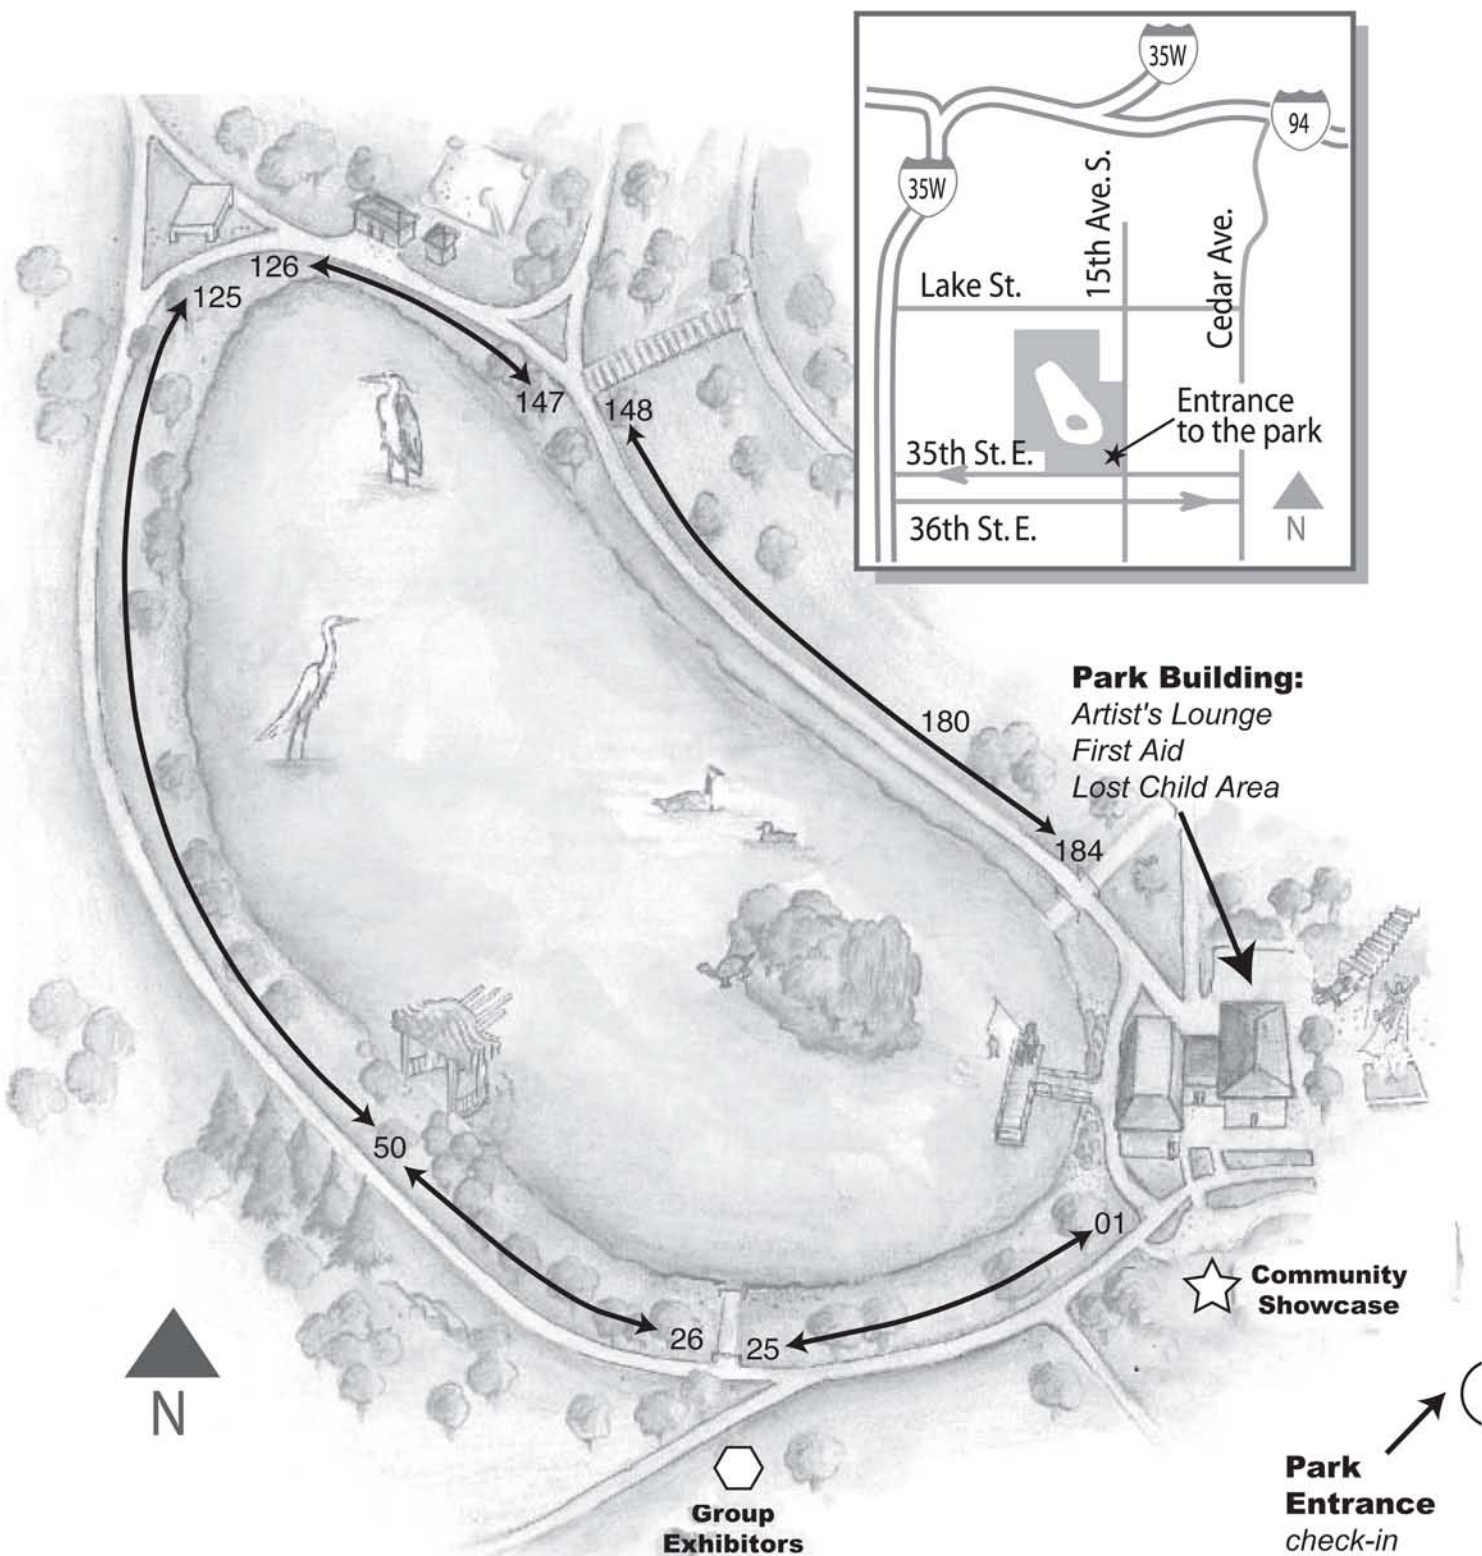 35W
94
35W
15th Ave. S.
Cedar Ave.
Lake St.
Entrance
to the park
35th St. E.
36th St. E.
N
126
125
147
148
180
184
Park Building:
Artist's Lounge
First Aid
Lost Child Area
50
01
26
25
Community
Showcase
N
Group
Exhibitors
Park
Entrance
check-in